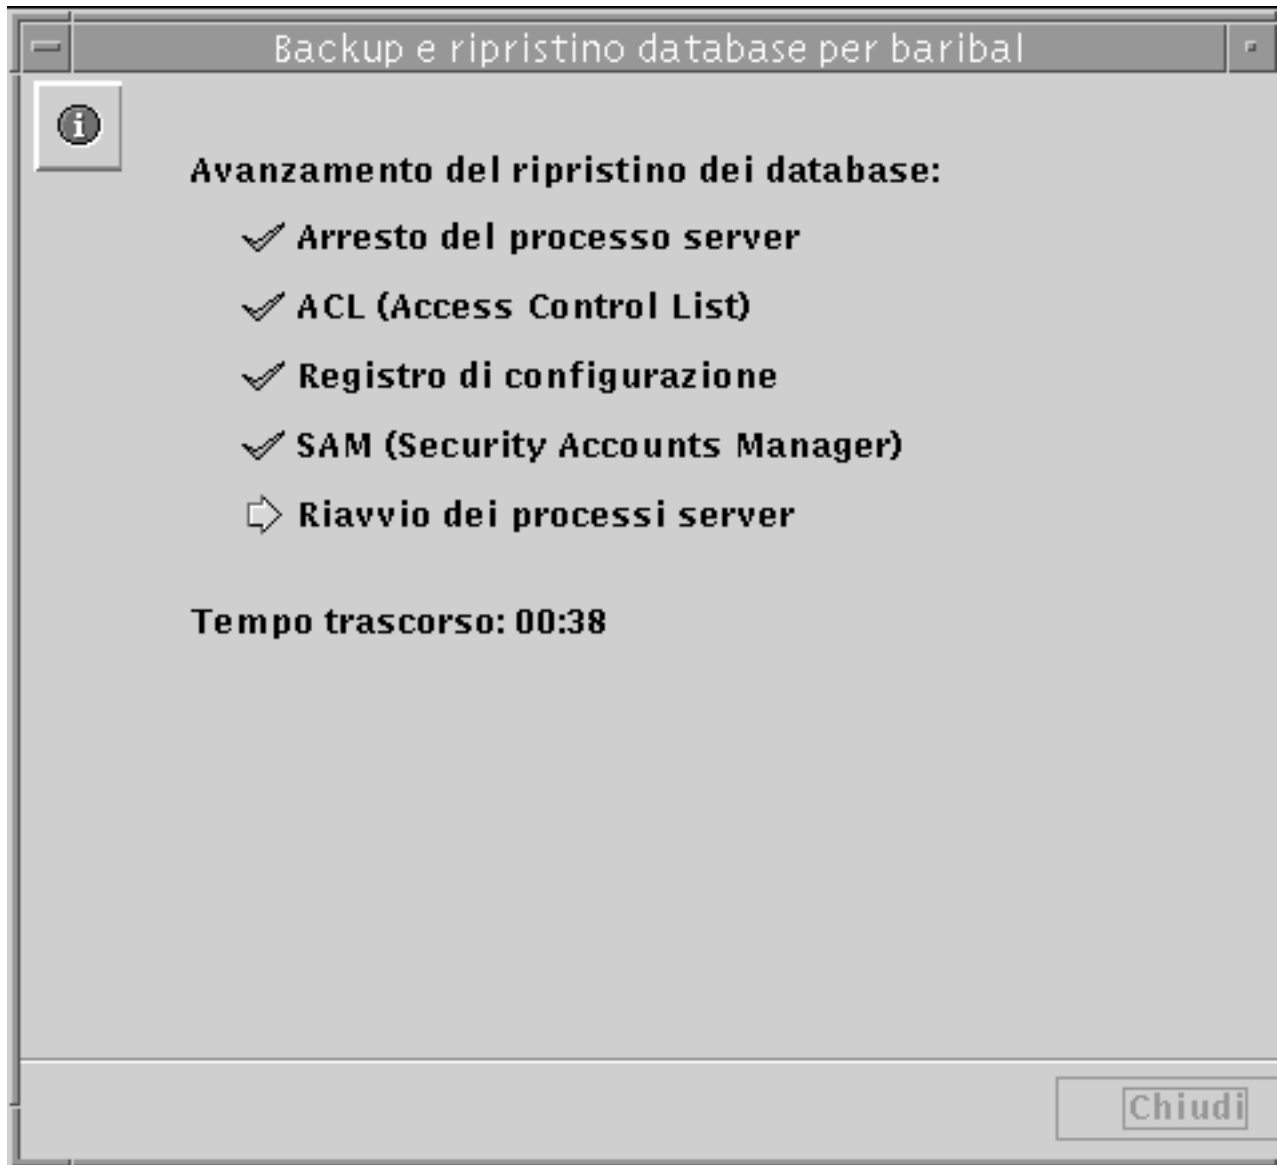 Backup e ripristino database per baribal
Avanzamento del ripristino dei database:
Arresto del processo server
ACL (Access Control List)
Registro di configurazione
SAM (Security Accounts Manager)
Riavvio dei processi server
Tempo trascorso: 00:38
Chiudi